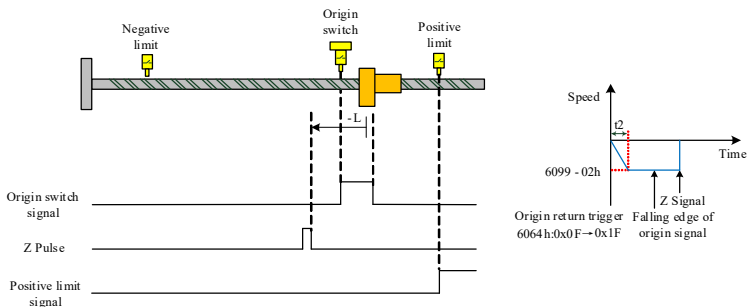 Negative
limit
Origin
switch
Positive
limit
-L
Origin switch
signal
Z Pulse
Positive limit
signal
Speed
t2
Time
6099 - 02h
Z Signal
Falling edge of
origin signal
Origin return trigger
6064h:0x0F→0x1F